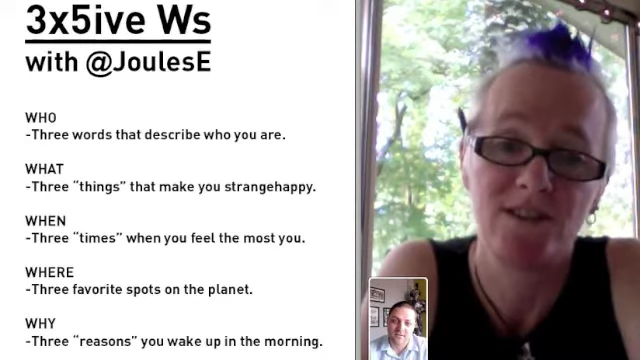 3x5ive Ws
with @JoulesE
WHO
-Three words that describe who you are.
WHAT
-Three “things” that make you strangehappy.
WHEN
-Three “times” when you feel the most you.
WHERE
-Three favorite spots on the planet.
WHY
-Three “reasons” you wake up in the morning.